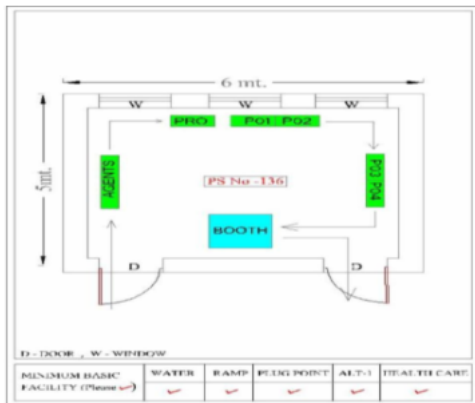 6 mt.
W W W
PRO P01 P02
5mt.
AGENTS
P03 P04
PS No -136
BOOTH
D D
D - DOOR , W - WINDOW
MINIMUM BASIC WATER RAMP PLUG POINT ALT-1 HEALTH CARE
FACILITY (Please ✓) ✓ ✓ ✓ ✓ ✓